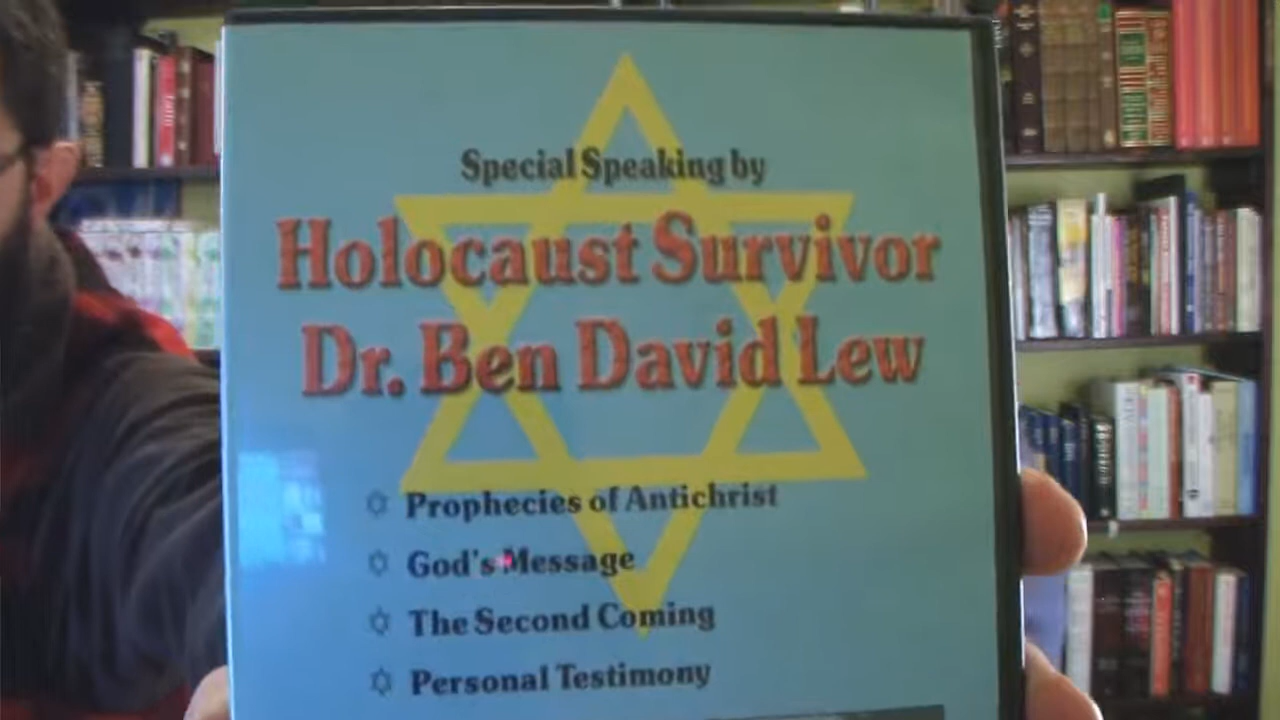 Special Speaking by
Holocaust Survivor
Dr. Ben David Lew
Prophecies of Antichrist
God's Message
The Second Coming
Personal Testimony